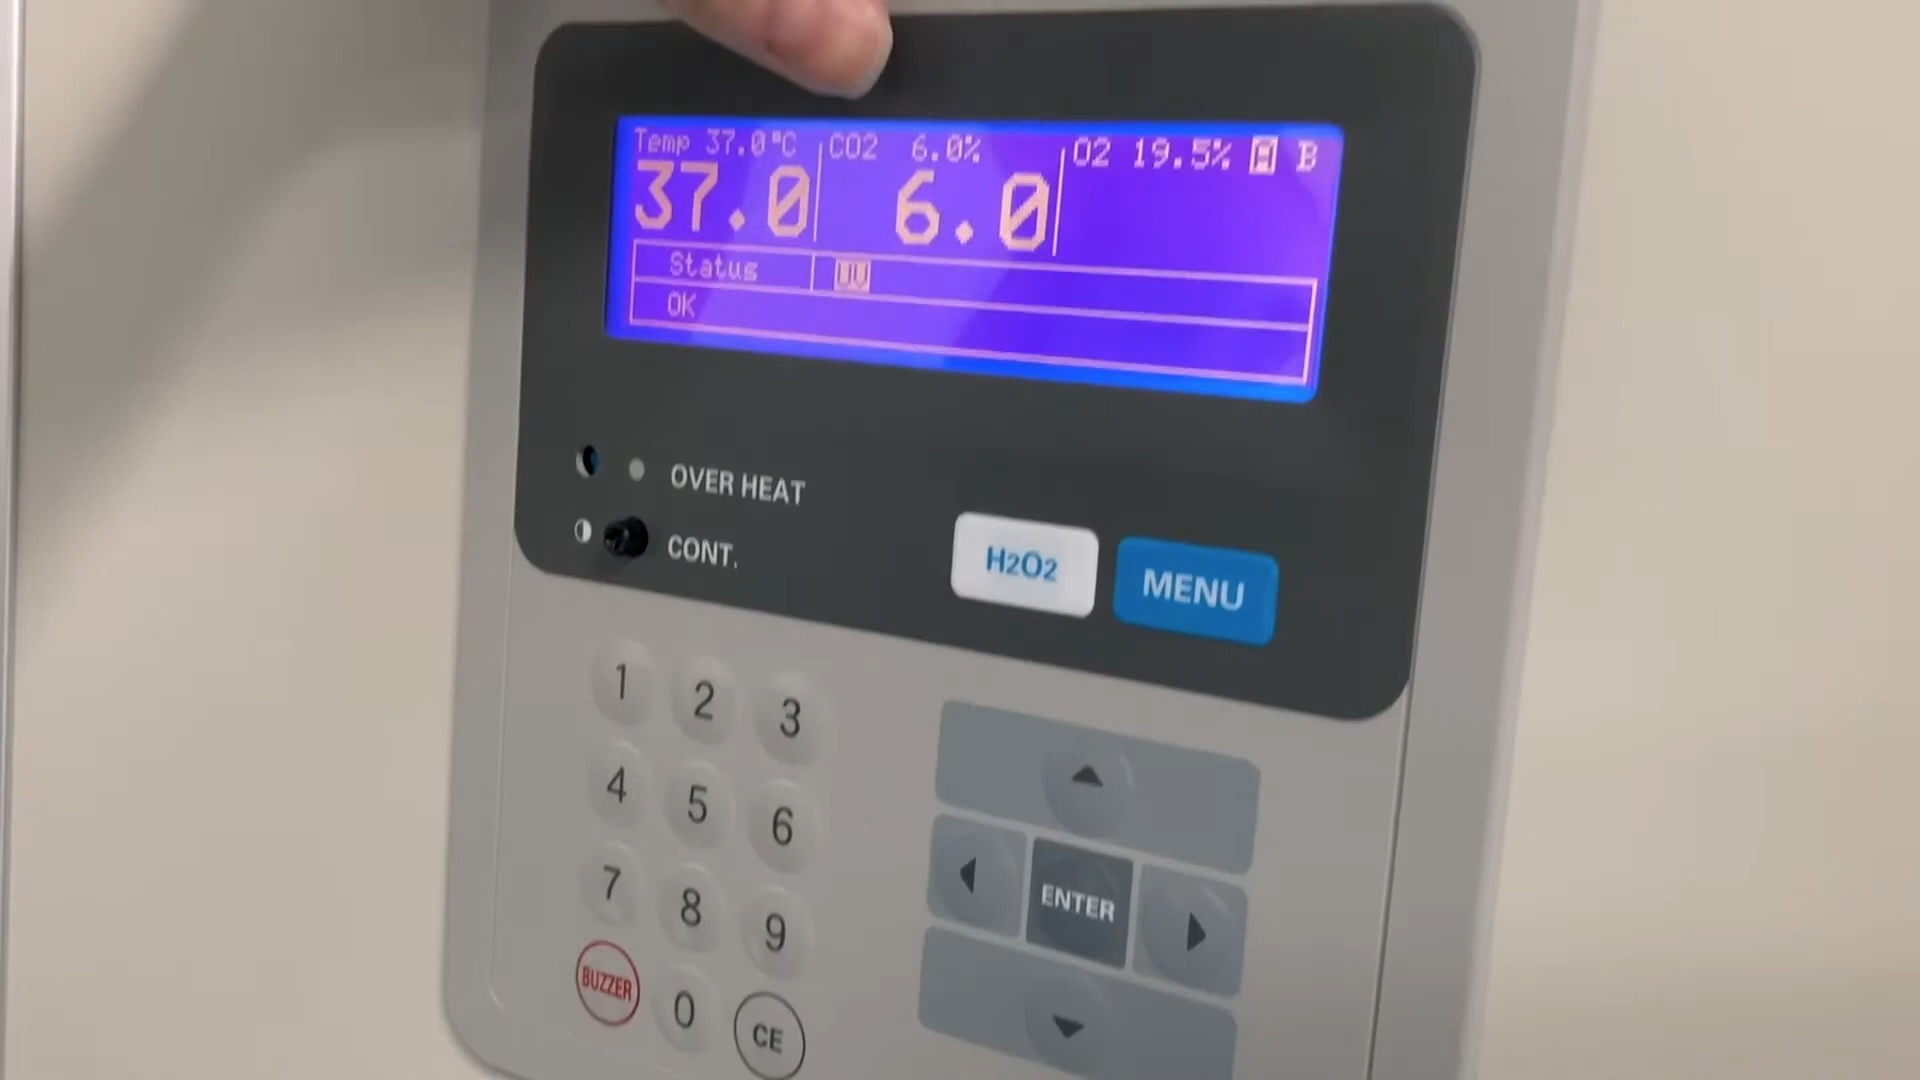 Temp 37.0°C CO2 6.0% O2 19.5% A B
37.0 6.0
Status UV
OK
OVER HEAT
CONT.
H2O2 MENU
1 2 3
4 5 6
7 8 9
ENTER
BUZZER 0 CE